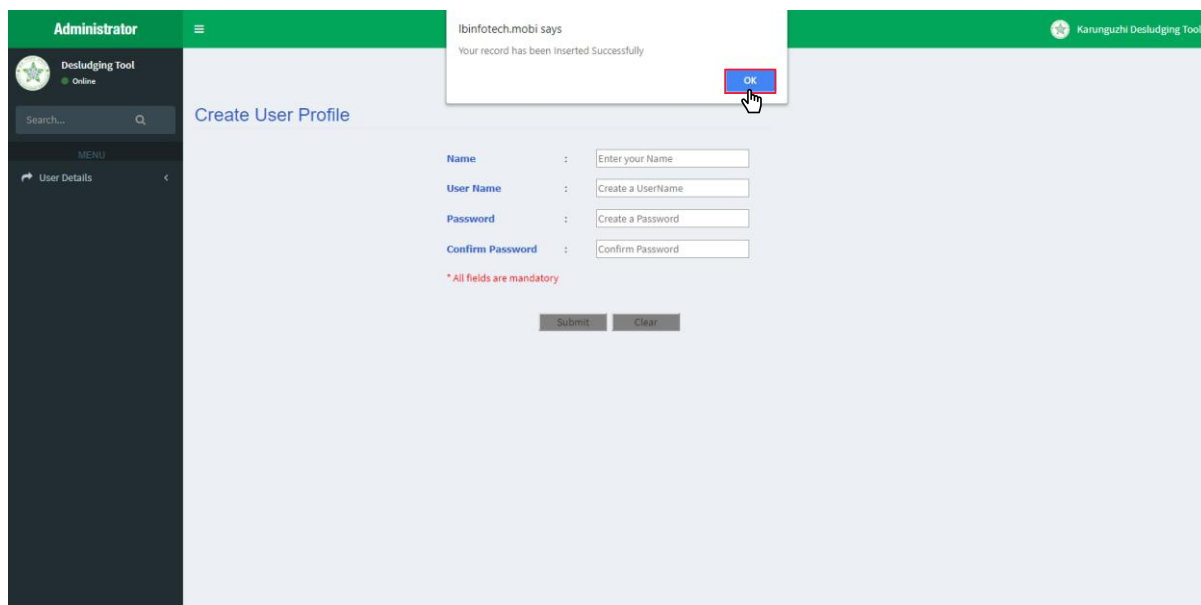 Administrator
lbinfotech.mobi says
Your record has been Inserted Successfully
OK
Karunguzhi Desludging Tool
Desludging Tool
Online
Search...
MENU
User Details
Create User Profile
Name : Enter your Name
User Name : Create a UserName
Password : Create a Password
Confirm Password : Confirm Password
* All fields are mandatory
Submit Clear